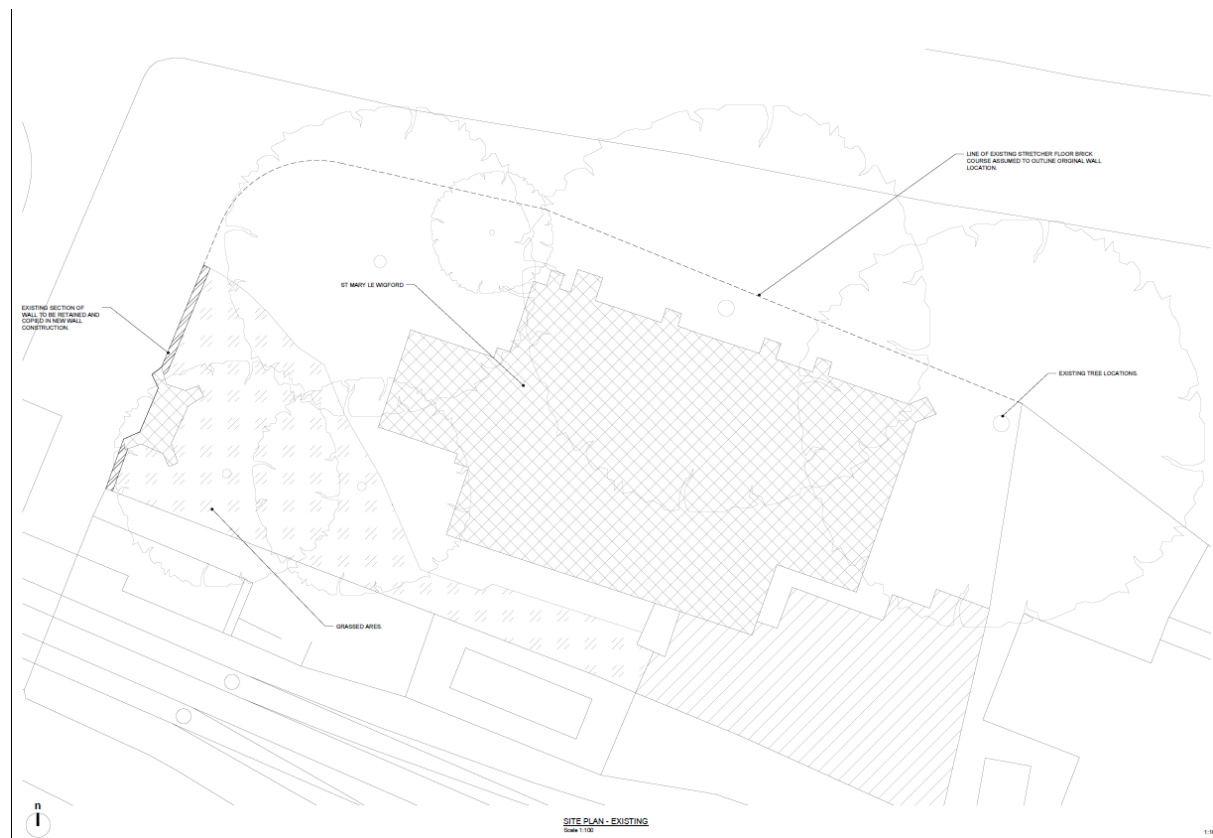 LINE OF EXISTING STRETCHER FLOOR BRICK
COURSE ASSUMED TO OUTLINE ORIGINAL WALL
LOCATION.
ST MARY LE WIGFORD
EXISTING SECTION OF
WALL TO BE RETAINED AND
COPIED IN NEW WALL
CONSTRUCTION.
EXISTING TREE LOCATIONS.
GRASSED ARES.
n
SITE PLAN - EXISTING
Scale 1:100